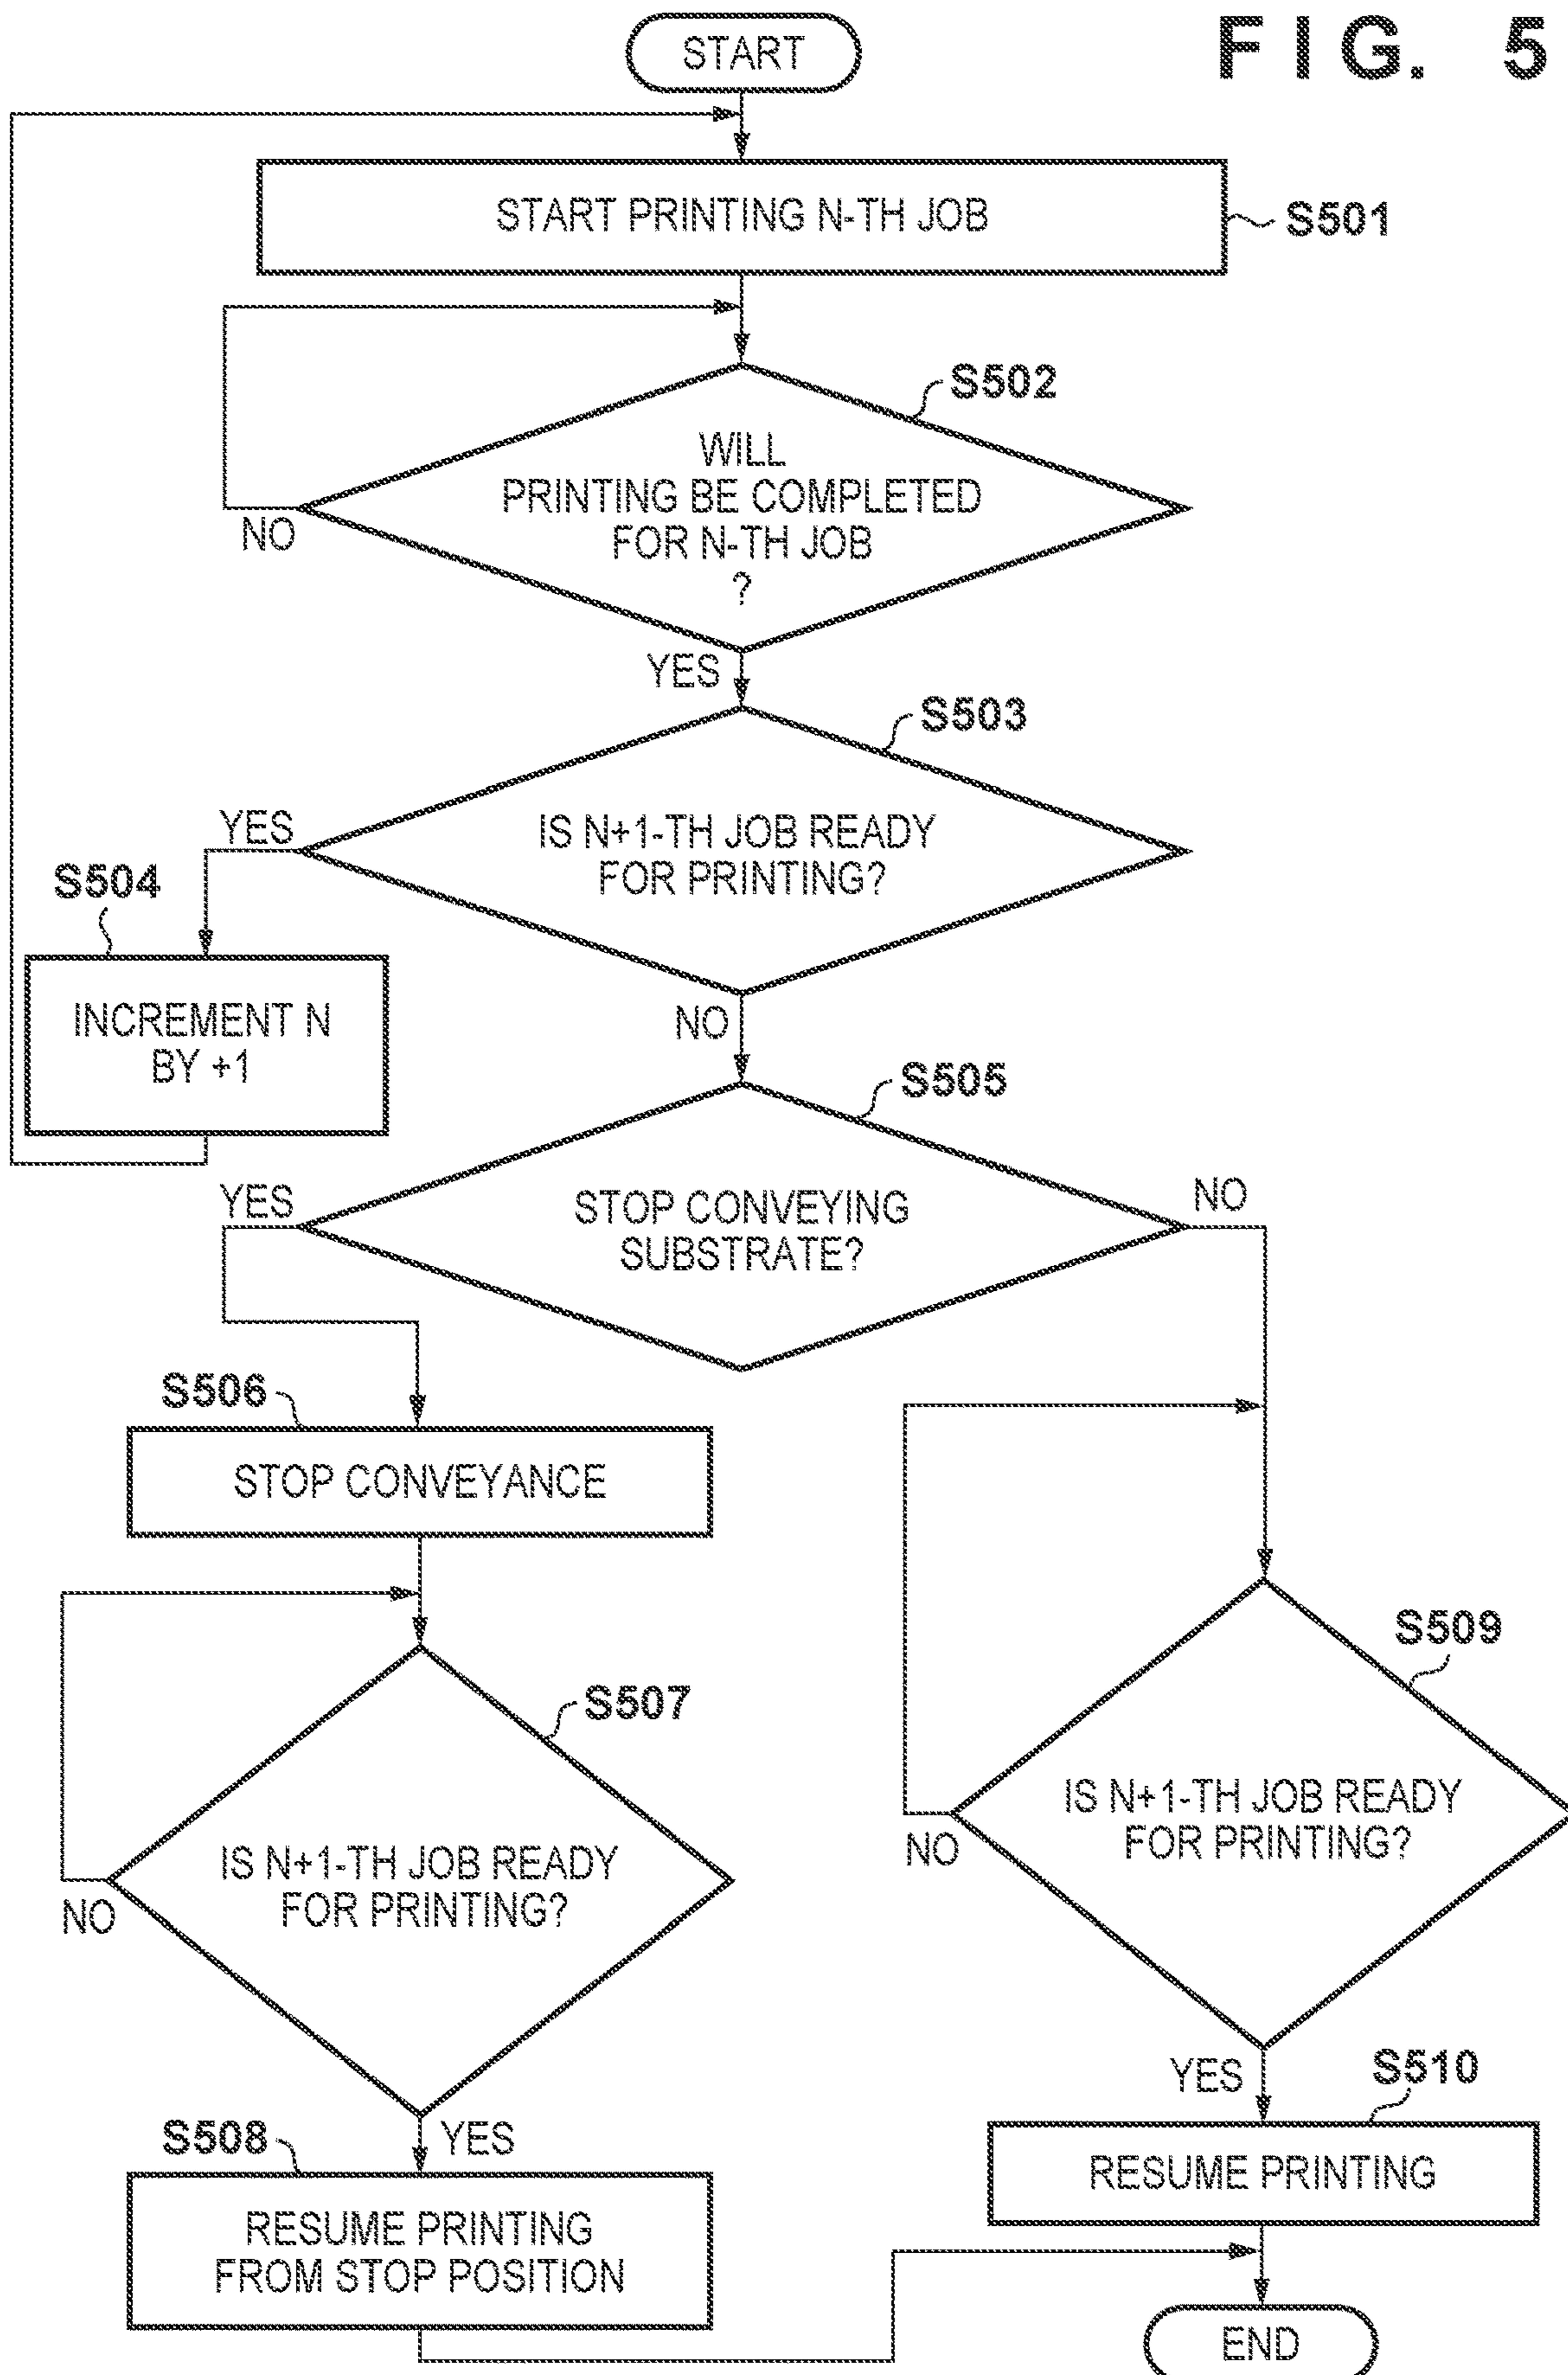 FIG. 5
START
START PRINTING N-TH JOB
S501
S502
WILL
PRINTING BE COMPLETED
FOR N-TH JOB
?
NO
YES
S503
IS N+1-TH JOB READY
FOR PRINTING?
YES
S504
INCREMENT N
BY +1
NO
S505
STOP CONVEYING
SUBSTRATE?
YES
NO
S506
STOP CONVEYANCE
S507
IS N+1-TH JOB READY
FOR PRINTING?
NO
YES
S508
RESUME PRINTING
FROM STOP POSITION
S509
IS N+1-TH JOB READY
FOR PRINTING?
NO
YES
S510
RESUME PRINTING
END